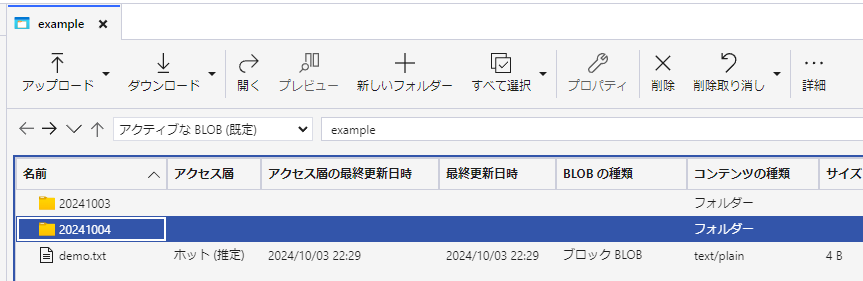 example
アップロード ダウンロード 開く プレビュー 新しいフォルダー すべて選択 プロパティ 削除 削除取り消し 詳細
アクティブな BLOB (既定) example
名前 アクセス層 アクセス層の最終更新日時 最終更新日時 BLOB の種類 コンテンツの種類 サイズ
20241003 フォルダー
20241004 フォルダー
demo.txt ホット (推定) 2024/10/03 22:29 2024/10/03 22:29 ブロック BLOB text/plain 4 B